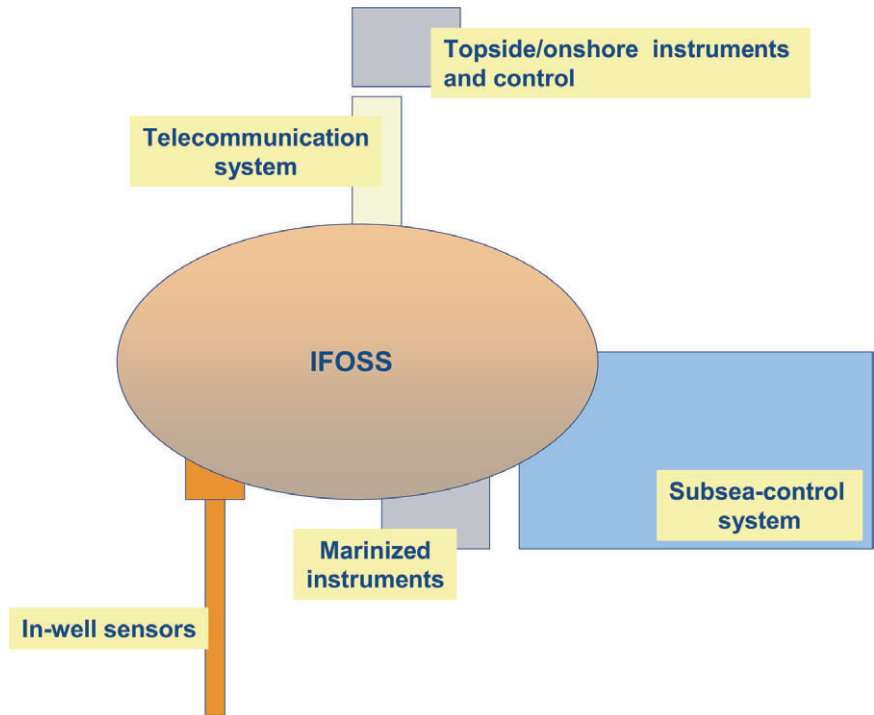 Topside/onshore instruments
and control
Telecommunication
system
IFOSS
Subsea-control
system
Marinized
instruments
In-well sensors